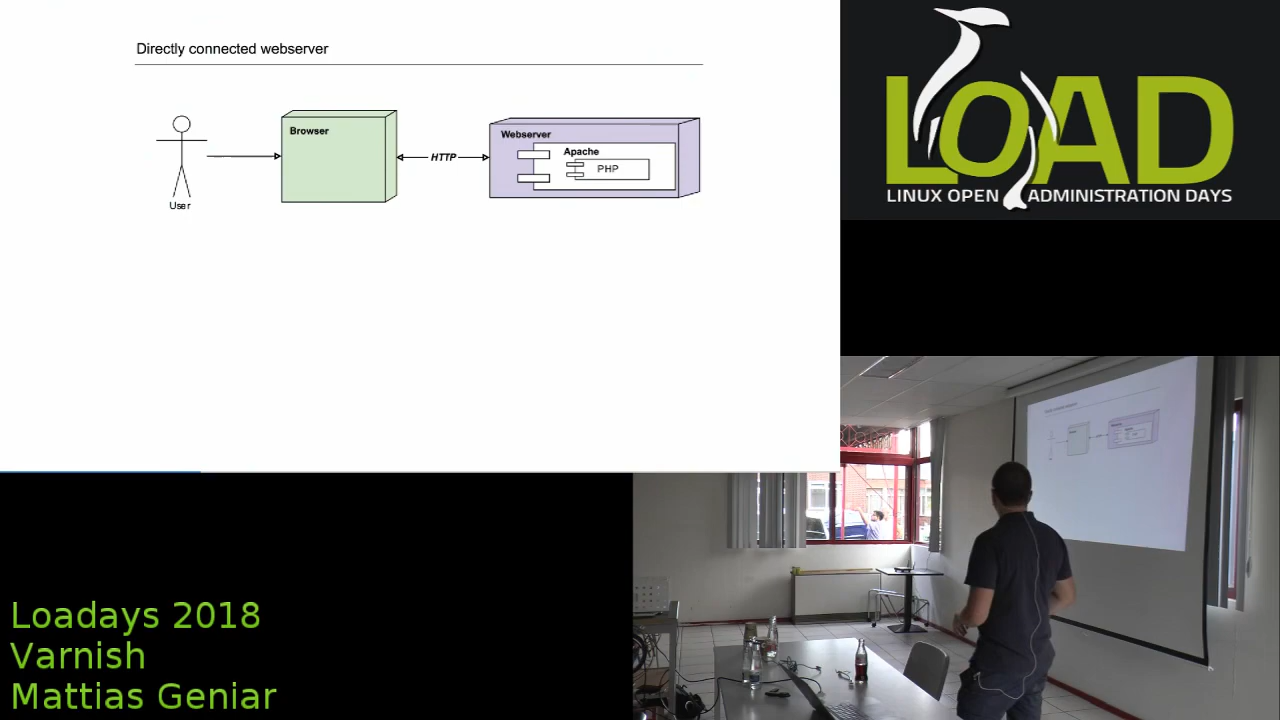 Directly connected webserver
Browser
HTTP
Webserver
Apache
PHP
User
LOAD
LINUX OPEN ADMINISTRATION DAYS
Loadays 2018
Varnish
Mattias Geniar